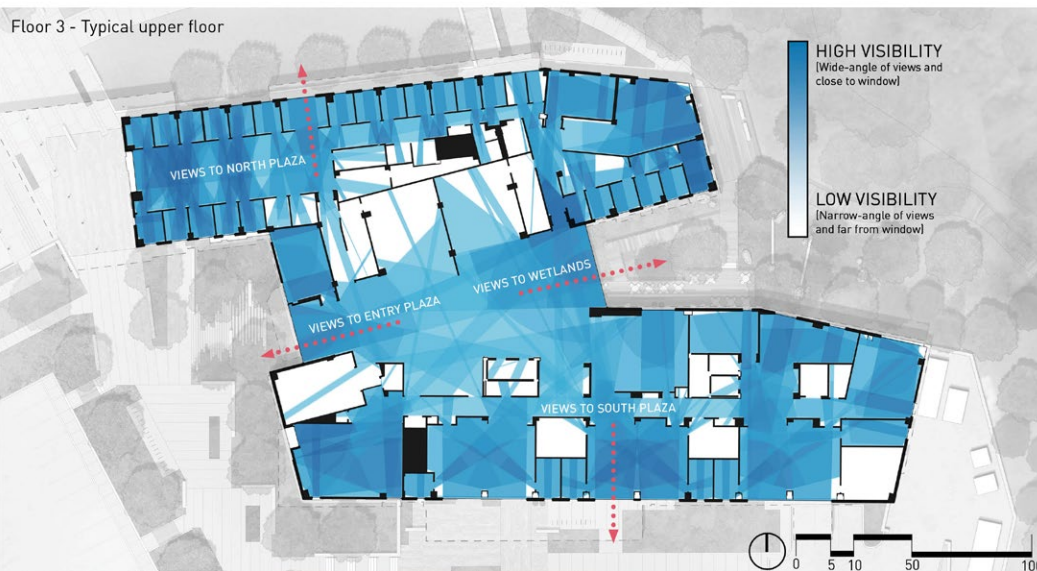 Floor 3 - Typical upper floor
HIGH VISIBILITY
(Wide-angle of views and
close to window)
VIEWS TO NORTH PLAZA
LOW VISIBILITY
(Narrow-angle of views
and far from window)
VIEWS TO WETLANDS
VIEWS TO ENTRY PLAZA
VIEWS TO SOUTH PLAZA
0 5 10 50 100